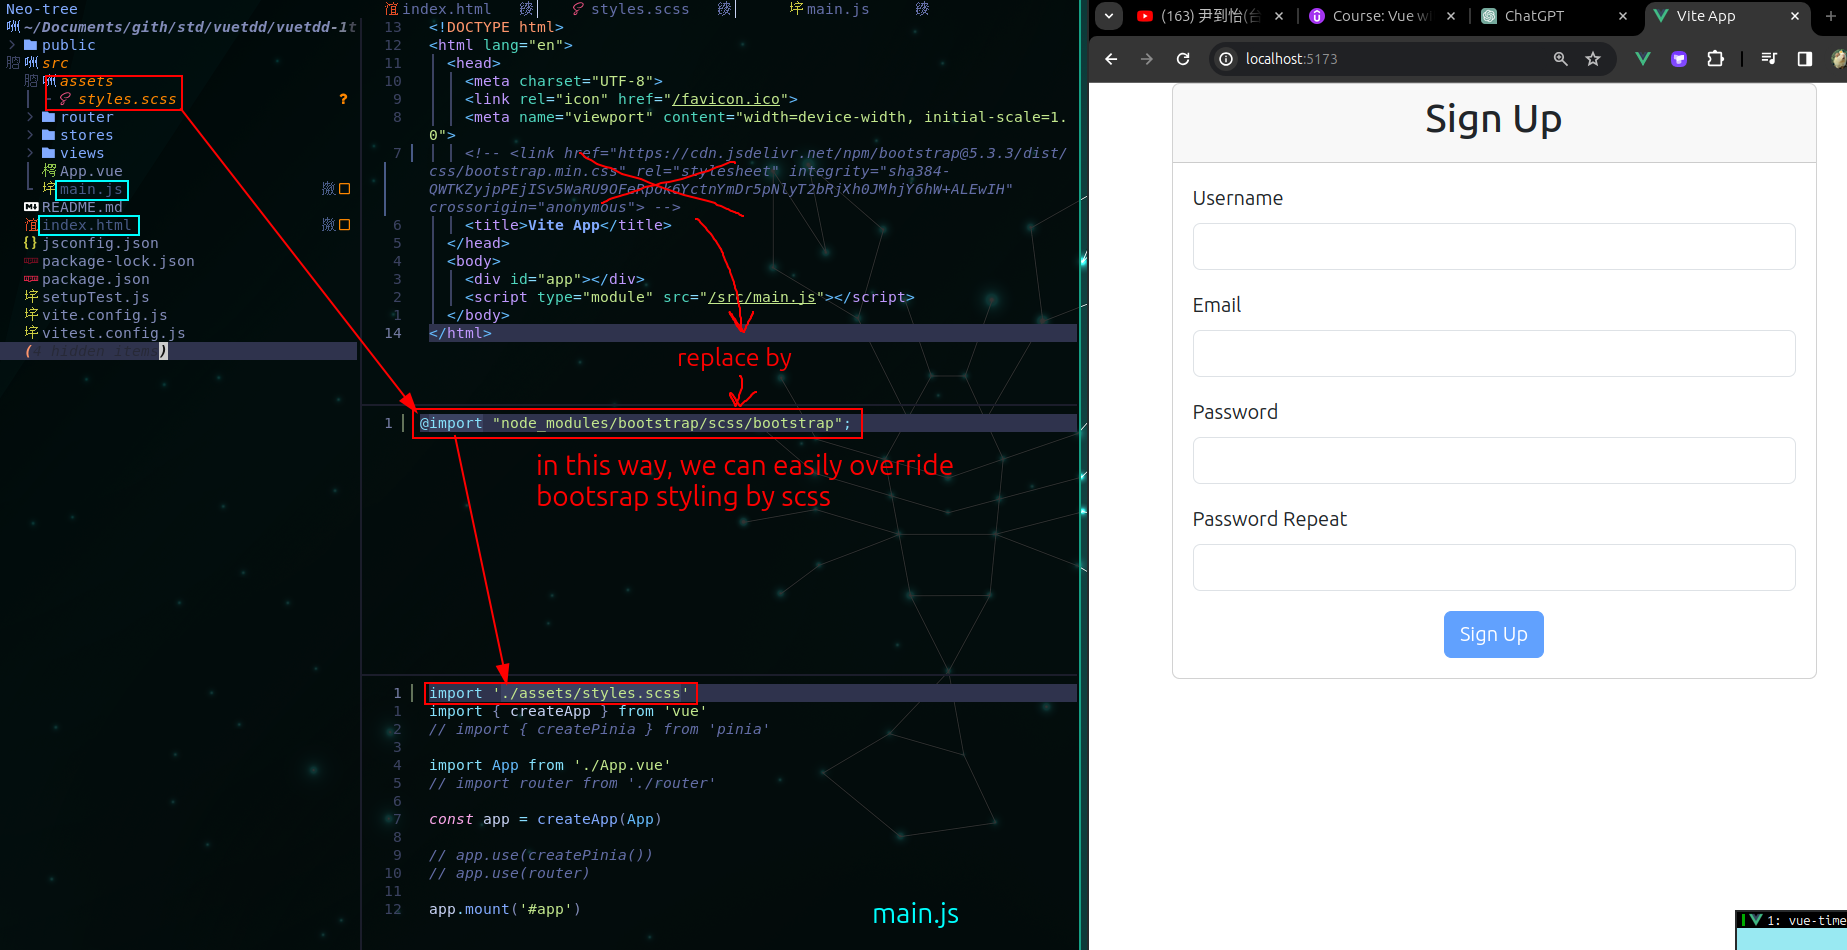 Neo-tree
~/Documents/gith/std/vuetdd/vuetdd-1t
public
src
assets
styles.scss ?
router
stores
views
App.vue
main.js
README.md
index.html
jsconfig.json
package-lock.json
package.json
setupTest.js
vite.config.js
vitest.config.js
( hidden items)
index.html styles.scss main.js
13 <!DOCTYPE html>
12 <html lang="en">
11 <head>
10 <meta charset="UTF-8">
9 <link rel="icon" href="/favicon.ico">
8 <meta name="viewport" content="width=device-width, initial-scale=1.
0">
7 <!-- <link href="https://cdn.jsdelivr.net/npm/bootstrap@5.3.3/dist/
css/bootstrap.min.css" rel="stylesheet" integrity="sha384-
crossorigin="anonymous"> -->
6 <title>Vite App</title>
5 </head>
4 <body>
3 <div id="app"></div>
2 <script type="module" src="/src/main.js"></script>
1 </body>
14 </html>
replace by
1 @import "node_modules/bootstrap/scss/bootstrap";
in this way, we can easily override
bootsrap styling by scss
1 import './assets/styles.scss'
1 import { createApp } from 'vue'
2 // import { createPinia } from 'pinia'
3
4 import App from './App.vue'
5 // import router from './router'
6
7 const app = createApp(App)
8
9 // app.use(createPinia())
10 // app.use(router)
11
12 app.mount('#app')
main.js
(163) 尹到怡(台 Course: Vue wi ChatGPT Vite App
localhost:5173
Sign Up
Username
Email
Password
Password Repeat
Sign Up
1: vue-time